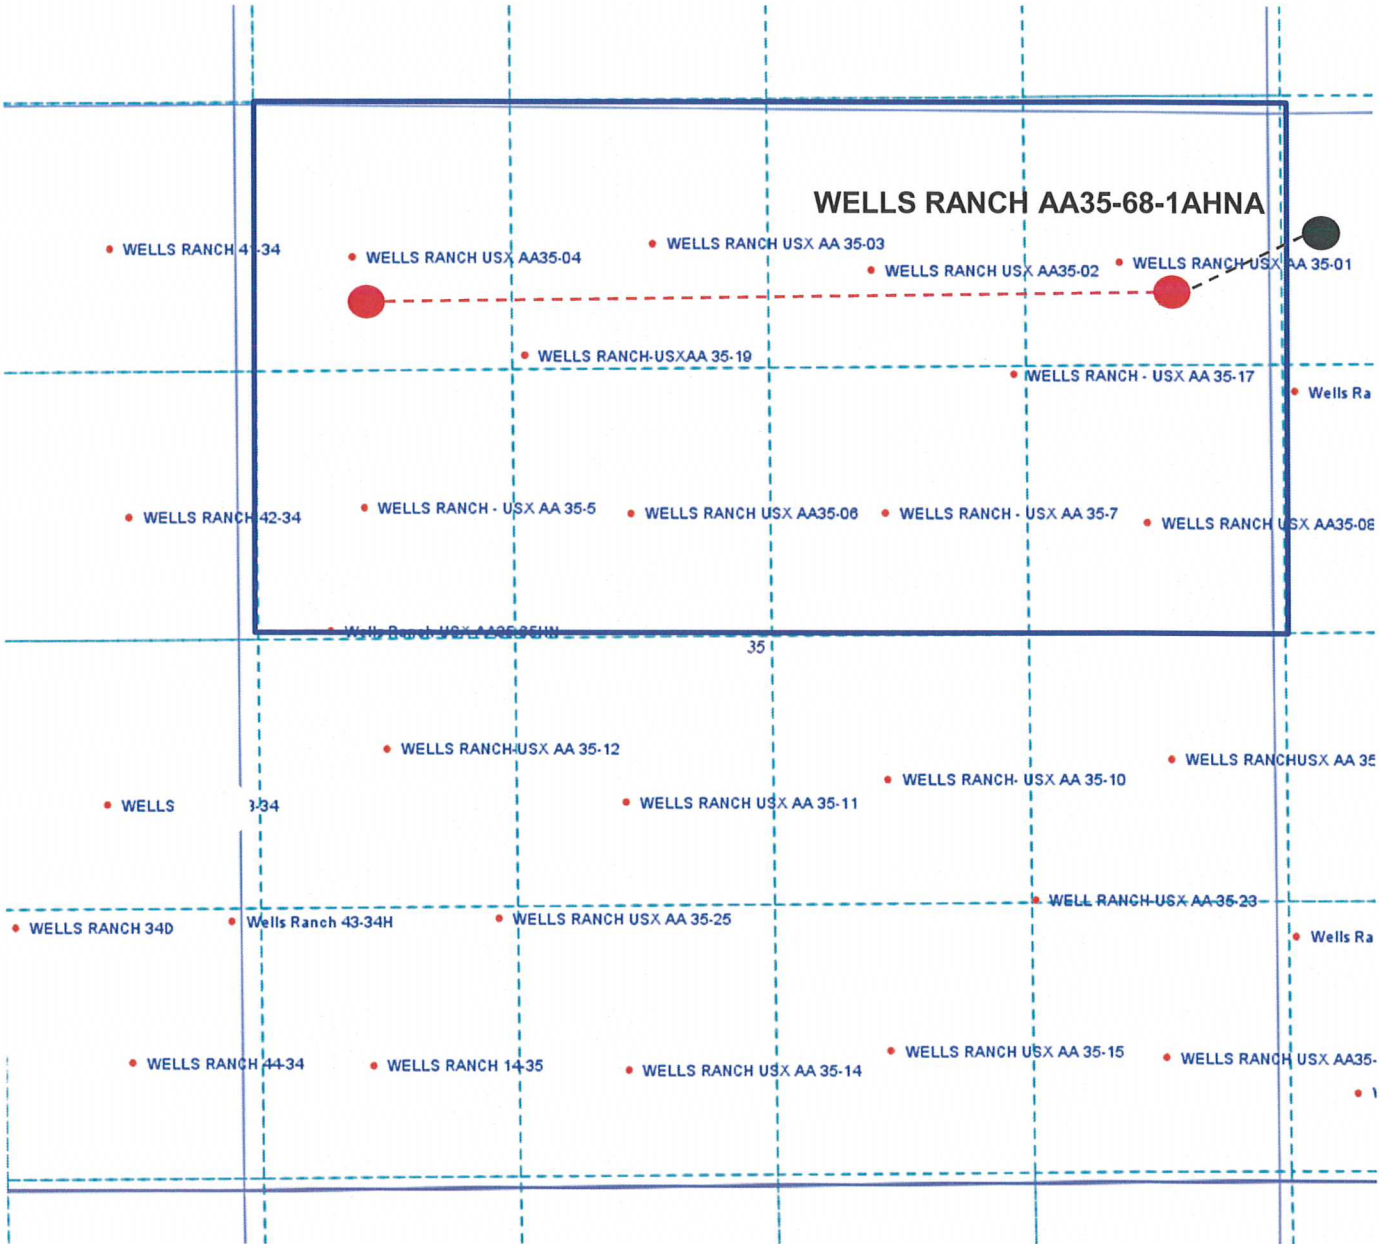 WELLS RANCH AA35-68-1AHNA
WELLS RANCH 41-34
WELLS RANCH USX AA35-04
WELLS RANCH USX AA 35-03
WELLS RANCH USX AA35-02
WELLS RANCH USX AA 35-01
WELLS RANCH-USXAA 35-19
WELLS RANCH - USX AA 35-17
Wells Ra
WELLS RANCH 42-34
WELLS RANCH - USX AA 35-5
WELLS RANCH USX AA35-06
WELLS RANCH - USX AA 35-7
WELLS RANCH USX AA35-08
Wells Ranch USX AA35-65HN
35
WELLS RANCH-USX AA 35-12
WELLS RANCH- USX AA 35-10
WELLS RANCHUSX AA 35
WELLS 3-34
WELLS RANCH USX AA 35-11
WELL RANCH-USX AA 35-23
WELLS RANCH 34D
Wells Ranch 43-34H
WELLS RANCH USX AA 35-25
Wells Ra
WELLS RANCH 44-34
WELLS RANCH 14-35
WELLS RANCH USX AA 35-14
WELLS RANCH USX AA 35-15
WELLS RANCH USX AA35-